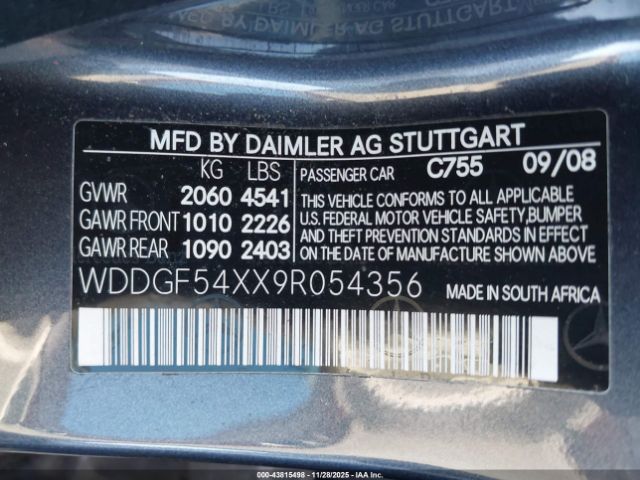 MFD BY DAIMLER AG STUTTGART
KG LBS
PASSENGER CAR C755 09/08
GVWR 2060 4541
GAWR FRONT 1010 2226
GAWR REAR 1090 2403
THIS VEHICLE CONFORMS TO ALL APPLICABLE
U.S. FEDERAL MOTOR VEHICLE SAFETY,BUMPER
AND THEFT PREVENTION STANDARDS IN EFFECT
ON THE DATE OF MANUFACTURE SHOWN ABOVE
WDDGF54XX9R054356 MADE IN SOUTH AFRICA
000-43815498 - 11/28/2025 - IAAI.COM